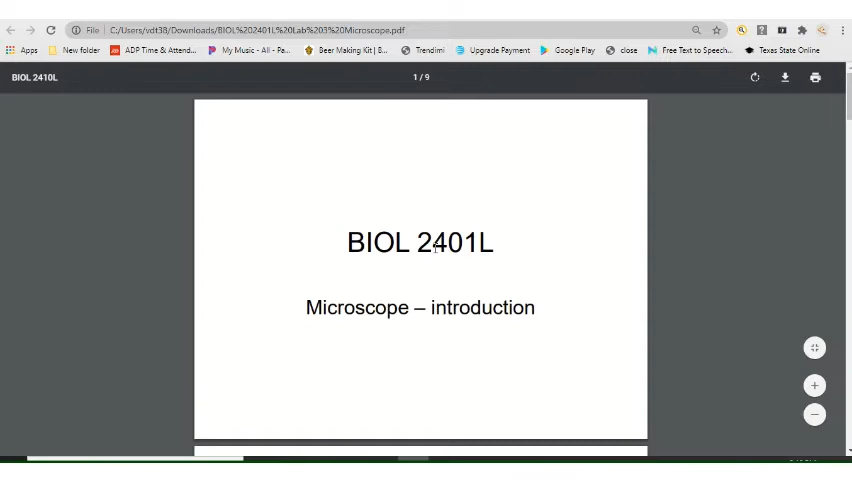 File C:/Users/vdt38/Downloads/BIOL%202401L%20Lab%203%20Microscope.pdf
Apps New folder ADP Time & Attend... My Music - All - Pa... Beer Making Kit | B... Trendimi Upgrade Payment Google Play close Free Text to Speech... Texas State Online
BIOL 2410L 1 / 9
BIOL 2401L
Microscope – introduction